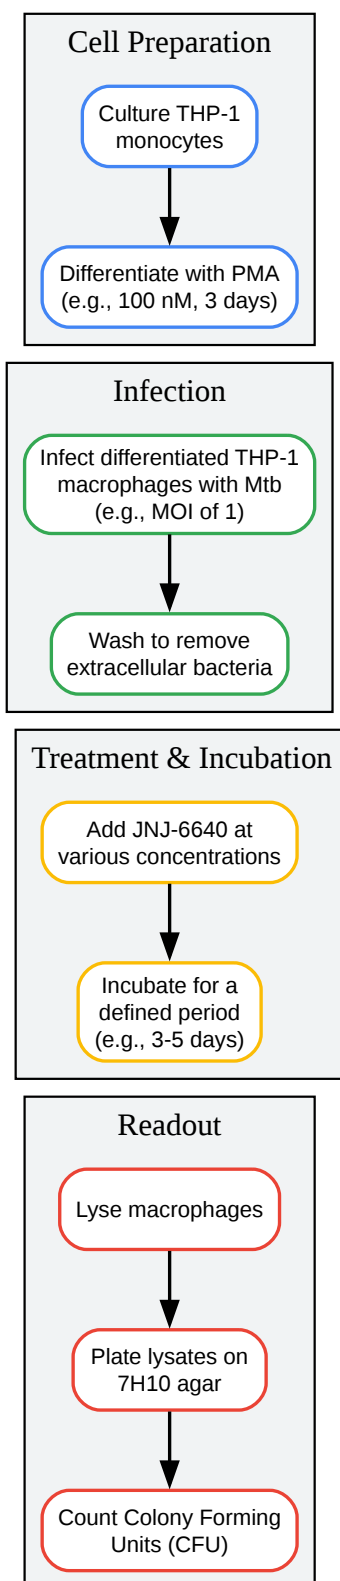 Cell Preparation
Culture THP-1
monocytes
Differentiate with PMA
(e.g., 100 nM, 3 days)
Infection
Infect differentiated THP-1
macrophages with Mtb
(e.g., MOI of 1)
Wash to remove
extracellular bacteria
Treatment & Incubation
Add JNJ-6640 at
various concentrations
Incubate for a
defined period
(e.g., 3-5 days)
Readout
Lyse macrophages
Plate lysates on
7H10 agar
Count Colony Forming
Units (CFU)